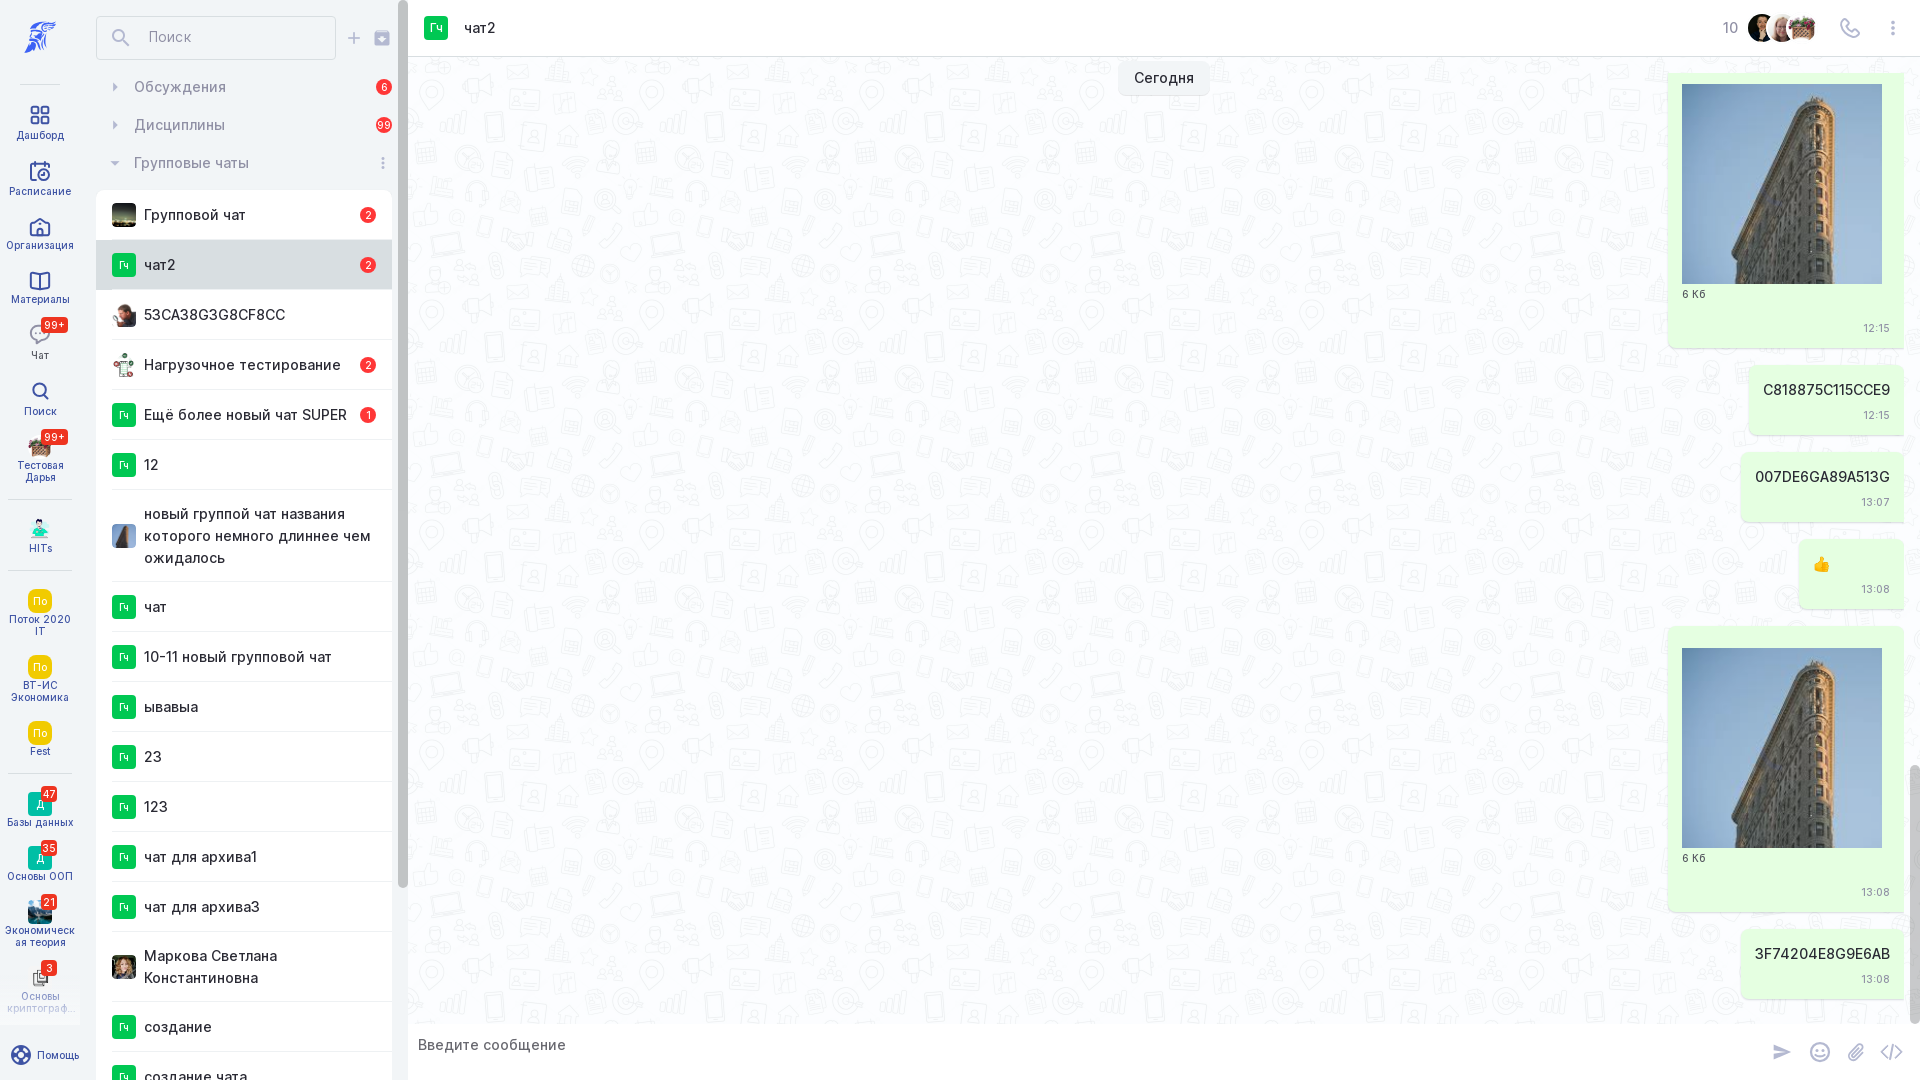 Дашборд
Расписание
Организация
Материалы
99+
Чат
Поиск
99+
Тестовая
Дарья
HITs
По
Поток 2020
IT
По
ВТ-ИС
Экономика
По
Fest
47
Д
Базы данных
35
Д
Основы ООП
21
Экономическ
ая теория
3
Основы
криптограф...
Помощь
Поиск
Обсуждения 6
Дисциплины 99
Групповые чаты
Групповой чат 2
Гч чат2 2
53CA38G3G8CF8CC
Нагрузочное тестирование 2
Гч Ещё более новый чат SUPER 1
Гч 12
новый группой чат названия
которого немного длиннее чем
ожидалось
Гч чат
Гч 10-11 новый групповой чат
Гч ывавыа
Гч 23
Гч 123
Гч чат для архива1
Гч чат для архива3
Маркова Светлана
Константиновна
Гч создание
Гч создание чата
Гч чат2 10
Сегодня
6 Кб
12:15
C818875C115CCE9
12:15
007DE6GA89A513G
13:07
👍
13:08
6 Кб
13:08
3F74204E8G9E6AB
13:08
Введите сообщение